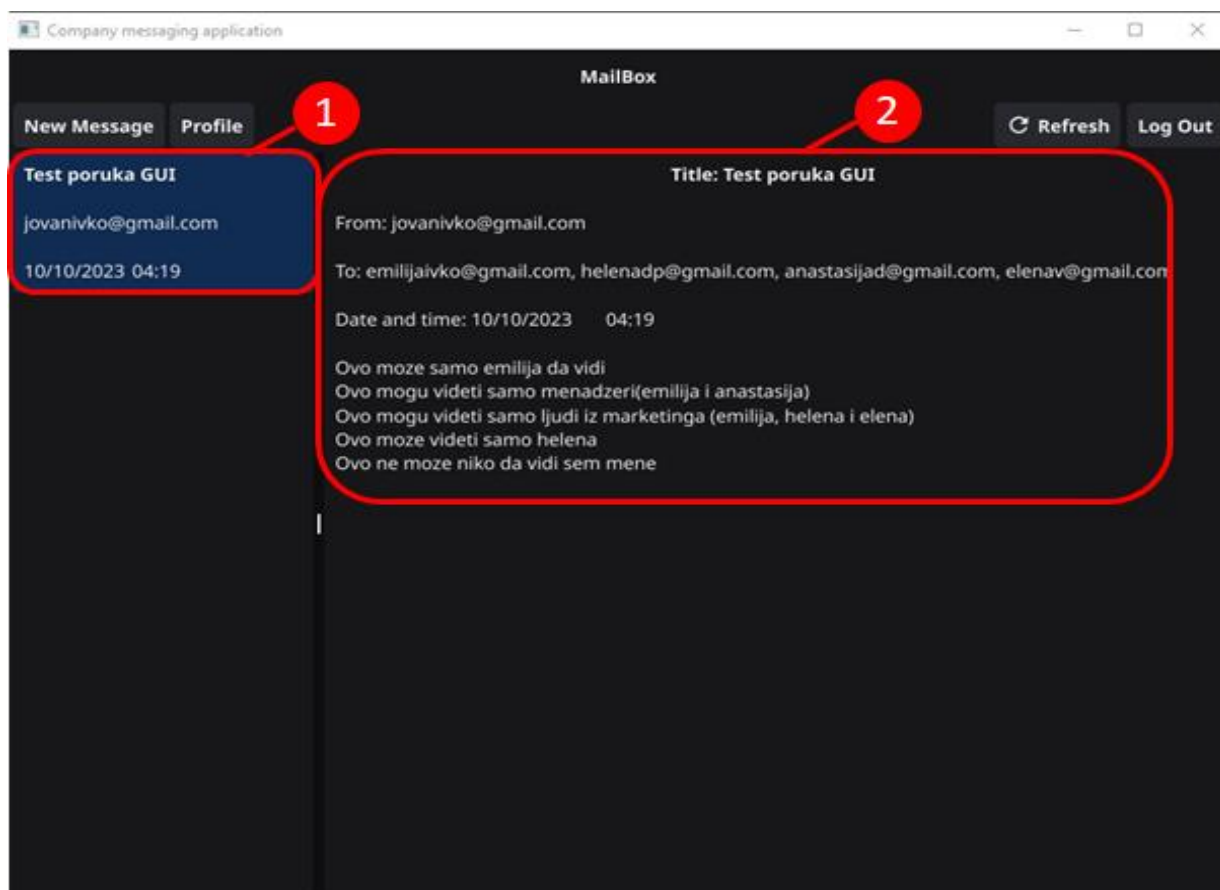 Company messaging application
MailBox
New Message Profile Refresh Log Out
1
2
Test poruka GUI
jovanivko@gmail.com
10/10/2023 04:19
Title: Test poruka GUI
From: jovanivko@gmail.com
To: emilijaivko@gmail.com, helenadp@gmail.com, anastasijad@gmail.com, elenav@gmail.com
Date and time: 10/10/2023 04:19
Ovo moze samo emilija da vidi
Ovo mogu videti samo menadzeri(emilija i anastasija)
Ovo mogu videti samo ljudi iz marketinga (emilija, helena i elena)
Ovo moze videti samo helena
Ovo ne moze niko da vidi sem mene